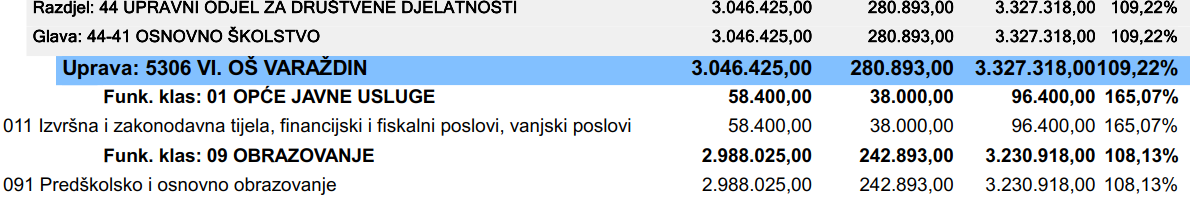 Razdjel: 44 UPRAVNI ODJEL ZA DRUŠTVENE DJELATNOSTI 3.046.425,00 280.893,00 3.327.318,00 109,22%
Glava: 44-41 OSNOVNO ŠKOLSTVO 3.046.425,00 280.893,00 3.327.318,00 109,22%
Uprava: 5306 VI. OŠ VARAŽDIN 3.046.425,00 280.893,00 3.327.318,00109,22%
Funk. klas: 01 OPĆE JAVNE USLUGE 58.400,00 38.000,00 96.400,00 165,07%
011 Izvršna i zakonodavna tijela, financijski i fiskalni poslovi, vanjski poslovi 58.400,00 38.000,00 96.400,00 165,07%
Funk. klas: 09 OBRAZOVANJE 2.988.025,00 242.893,00 3.230.918,00 108,13%
091 Predškolsko i osnovno obrazovanje 2.988.025,00 242.893,00 3.230.918,00 108,13%